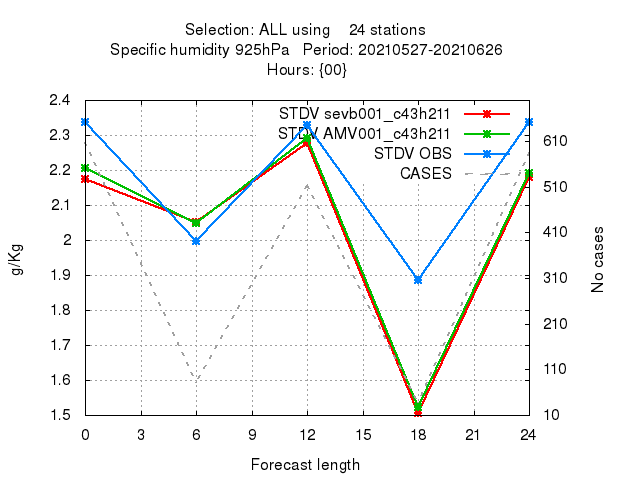 Selection: ALL using 24 stations
Specific humidity 925hPa Period: 20210527-20210626
Hours: {00}
STDV sevb001_c43h211
STDV AMV001_c43h211
STDV OBS
CASES
2.4
2.3
2.2
2.1
2
1.9
1.8
1.7
1.6
1.5
g/Kg
610
510
410
310
210
110
10
No cases
0 3 6 9 12 15 18 21 24
Forecast length